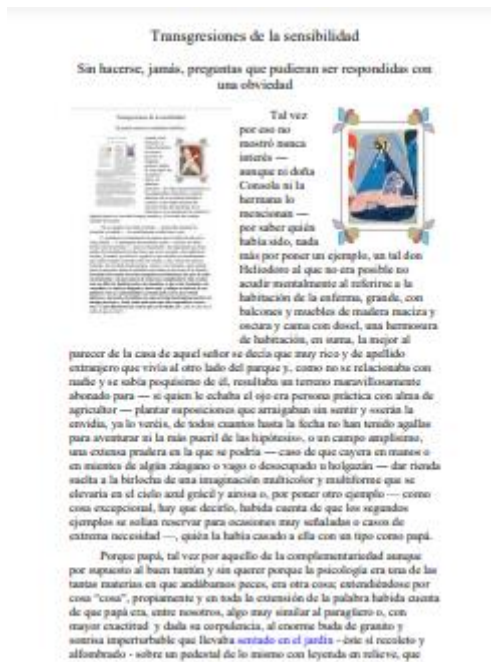 Transgresiones de la sensibilidad
Sin hacerse, jamás, preguntas que pudieran ser respondidas con
una obviedad
Tal vez
por eso no
mostró nunca
interés —
aunque ni doña
Consola ni la
hermana lo
mencionan —
por saber quién
había sido, nada
más por poner un ejemplo, un tal don
Heliodoro al que no era posible no
acudir mentalmente al referirse a la
habitación de la enferma, grande, con
balcones y muebles de madera maciza y
oscura y cama con dosel, una hermosura
de habitación, en suma, la mejor al
parecer de la casa de aquel señor se decía que muy rico y de apellido
extranjero que vivía al otro lado del parque y, como no se relacionaba con
nadie y se sabía poquísimo de él, resultaba un terreno maravillosamente
abonado para — si quien le echaba el ojo era persona práctica con alma de
agricultor — plantar suposiciones que arraigaban sin sentir y «serán la
envidia, ya lo veréis, de todos cuantos hasta la fecha no han tenido agallas
para aventurar ni la más pueril de las hipótesis», o un campo amplísimo,
una extensa pradera en la que se podría — caso de que cayera en manos o
en mientes de algún zángano o vago o desocupado u holgazán — dar rienda
suelta a la birlocha de una imaginación multicolor y multiforme que se
elevaría en el cielo azul grácil y airosa o, por poner otro ejemplo — como
cosa excepcional, hay que decirlo, habida cuenta de que los segundos
ejemplos se solían reservar para ocasiones muy señaladas o casos de
extrema necesidad —, quién la había casado a ella con un tipo como papá.
Porque papá, tal vez por aquello de la complementariedad aunque
por supuesto al buen tuntún y sin querer porque la psicología era una de las
tantas materias en que andábamos peces, era otra cosa; extendiéndose por
cosa "cosa", propiamente y en toda la extensión de la palabra habida cuenta
de que papá era, entre nosotros, algo muy similar al paragüero o, con
mayor exactitud y dada su corpulencia, al enorme buda de granito y
sonrisa imperturbable que llevaba sentado en el jardín –éste sí recoleto y
alfombrado - sobre un pedestal de lo mismo con leyenda en relieve, que